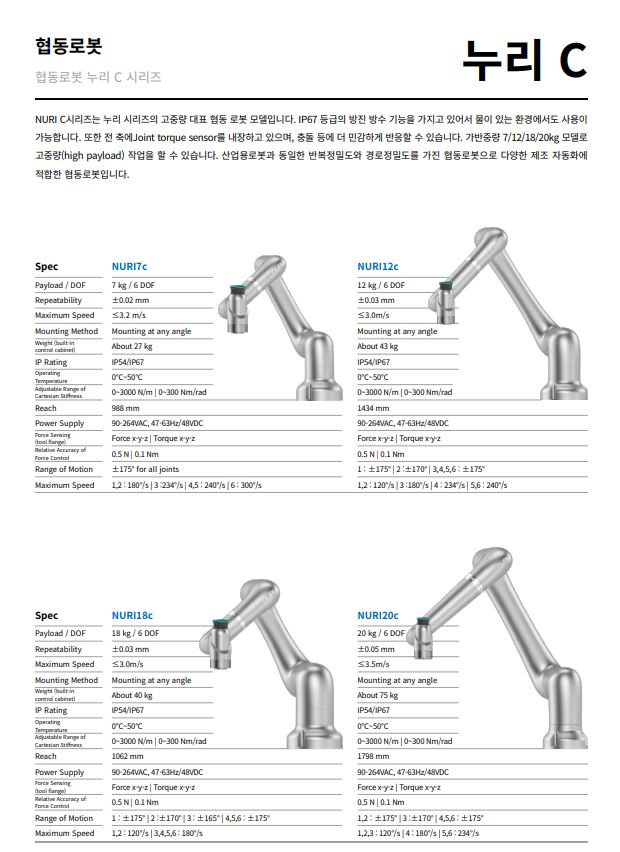 협동로봇
협동로봇 누리 C 시리즈
누리 C
NURI C시리즈는 누리 시리즈의 고중량 대표 협동 로봇 모델입니다. IP67 등급의 방진 방수 기능을 가지고 있어서 물이 있는 환경에서도 사용이
가능합니다. 또한 전 축에Joint torque sensor를 내장하고 있으며, 충돌 등에 더 민감하게 반응할 수 있습니다. 가반중량 7/12/18/20kg 모델로
고중량(high payload) 작업을 할 수 있습니다. 산업용로봇과 동일한 반복정밀도와 경로정밀도를 가진 협동로봇으로 다양한 제조 자동화에
적합한 협동로봇입니다.
Spec NURI7c
Payload / DOF 7 kg / 6 DOF
Repeatability ±0.02 mm
Maximum Speed ≤3.2 m/s
Mounting Method Mounting at any angle
Weight (built-in
control cabinet) About 27 kg
IP Rating IP54/IP67
Operating
Temperature 0℃~50℃
Adjustable Range of
Cartesian Stiffness 0~3000 N/m | 0~300 Nm/rad
Reach 988 mm
Power Supply 90-264VAC, 47-63Hz/48VDC
Force Sensing
(tool flange) Force x-y-z | Torque x-y-z
Relative Accuracy of
Force Control 0.5 N | 0.1 Nm
Range of Motion ±175° for all joints
Maximum Speed 1,2 : 180°/s | 3 :234°/s | 4,5 : 240°/s | 6 : 300°/s
NURI12c
12 kg / 6 DOF
±0.03 mm
≤3.0m/s
Mounting at any angle
About 43 kg
IP54/IP67
0℃~50℃
0~3000 N/m | 0~300 Nm/rad
1434 mm
90-264VAC, 47-63Hz/48VDC
Force x-y-z | Torque x-y-z
0.5 N | 0.1 Nm
1 : ±175° | 2 :±170° | 3,4,5,6 : ±175°
1,2 : 120°/s | 3 :180°/s | 4 : 234°/s | 5,6 : 240°/s
Spec NURI18c
Payload / DOF 18 kg / 6 DOF
Repeatability ±0.03 mm
Maximum Speed ≤3.0m/s
Mounting Method Mounting at any angle
Weight (built-in
control cabinet) About 40 kg
IP Rating IP54/IP67
Operating
Temperature 0℃~50℃
Adjustable Range of
Cartesian Stiffness 0~3000 N/m | 0~300 Nm/rad
Reach 1062 mm
Power Supply 90-264VAC, 47-63Hz/48VDC
Force Sensing
(tool flange) Force x-y-z | Torque x-y-z
Relative Accuracy of
Force Control 0.5 N | 0.1 Nm
Range of Motion 1 : ±175° | 2 :±170° | 3 : ±165° | 4,5,6 : ±175°
Maximum Speed 1,2 : 120°/s | 3,4,5,6 : 180°/s
NURI20c
20 kg / 6 DOF
±0.05 mm
≤3.5m/s
Mounting at any angle
About 75 kg
IP54/IP67
0℃~50℃
0~3000 N/m | 0~300 Nm/rad
1798 mm
90-264VAC, 47-63Hz/48VDC
Force x-y-z | Torque x-y-z
0.5 N | 0.1 Nm
1,2 : ±175° | 3 :±170° | 4,5,6 : ±175°
1,2,3 : 120°/s | 4 : 180°/s | 5,6 : 234°/s